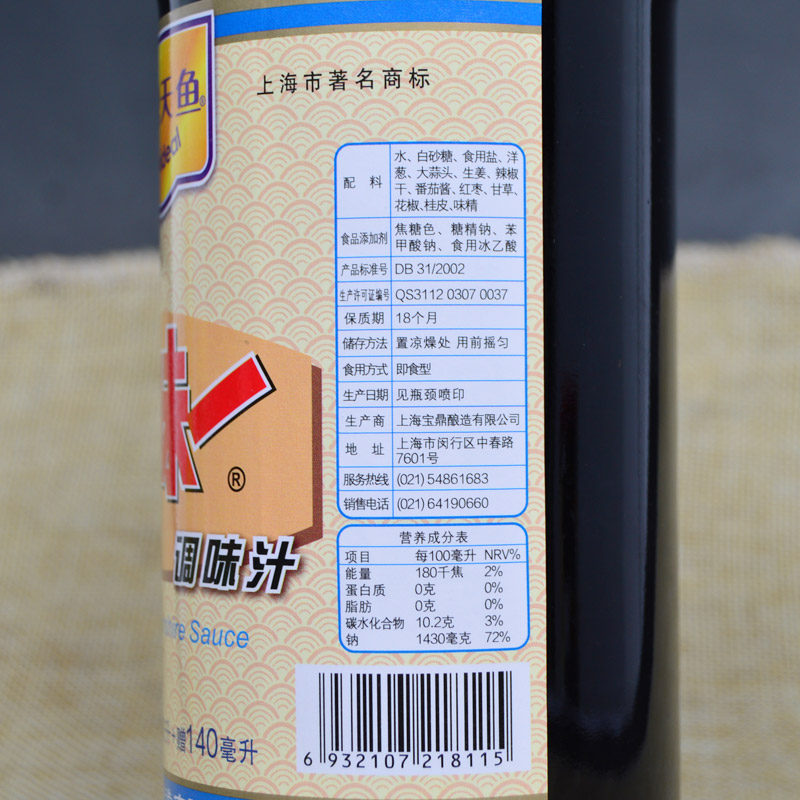 天鱼®
deal
上海市著名商标
配 料 水、白砂糖、食用盐、洋
葱、大蒜头、生姜、辣椒
干、番茄酱、红枣、甘草、
花椒、桂皮、味精
食品添加剂 焦糖色、糖精钠、苯
甲酸钠、食用冰乙酸
产品标准号 DB 31/2002
生产许可证编号 QS3112 0307 0037
保质期 18个月
储存方法 置凉燥处 用前摇匀
食用方式 即食型
生产日期 见瓶颈喷印
生产商 上海宝鼎酿造有限公司
地 址 上海市闵行区中春路
7601号
服务热线 (021) 54861683
销售电话 (021) 64190660
味
®
调味汁
Sauce
营养成分表
项目 每100毫升 NRV%
能量 180千焦 2%
蛋白质 0克 0%
脂肪 0克 0%
碳水化合物 10.2克 3%
钠 1430毫克 72%
+赠140毫升
6 932107 218115